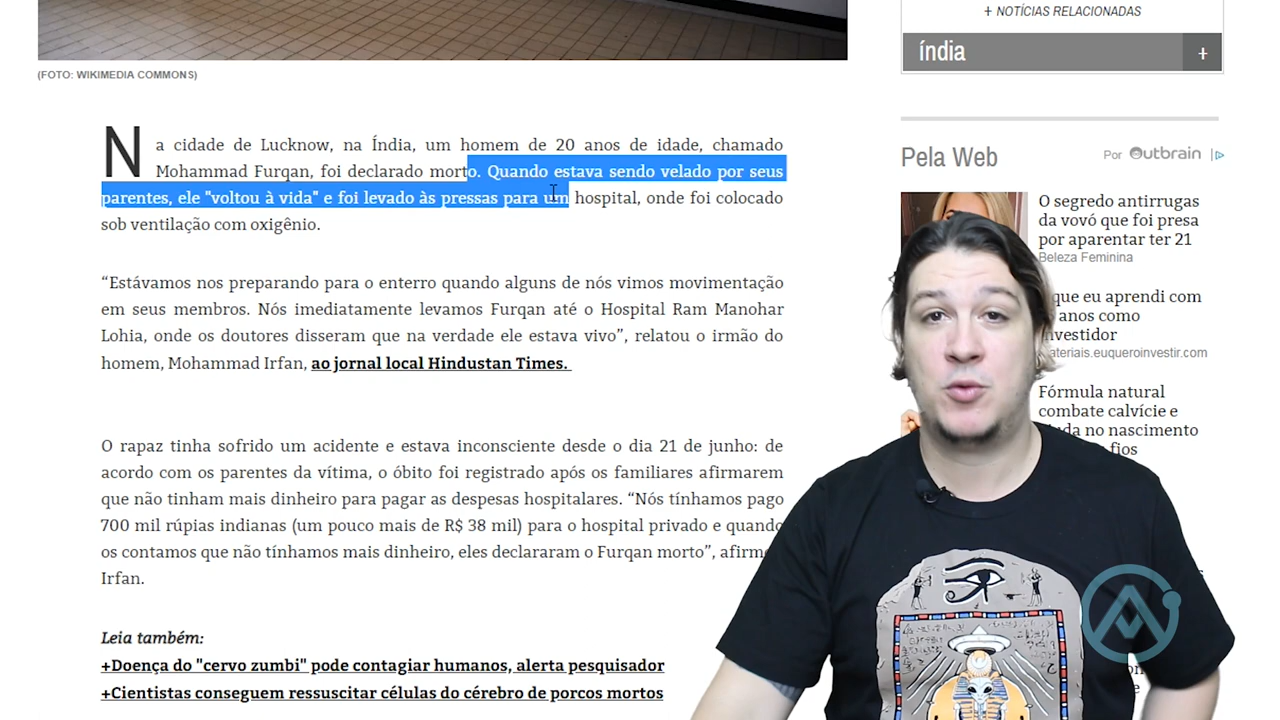 (FOTO: WIKIMEDIA COMMONS)
Na cidade de Lucknow, na Índia, um homem de 20 anos de idade, chamado
Mohammad Furqan, foi declarado morto. Quando estava sendo velado por seus
parentes, ele "voltou à vida" e foi levado às pressas para um hospital, onde foi colocado
sob ventilação com oxigênio.
“Estávamos nos preparando para o enterro quando alguns de nós vimos movimentação
em seus membros. Nós imediatamente levamos Furqan até o Hospital Ram Manohar
Lohia, onde os doutores disseram que na verdade ele estava vivo”, relatou o irmão do
homem, Mohammad Irfan, ao jornal local Hindustan Times.
O rapaz tinha sofrido um acidente e estava inconsciente desde o dia 21 de junho: de
acordo com os parentes da vítima, o óbito foi registrado após os familiares afirmarem
que não tinham mais dinheiro para pagar as despesas hospitalares. “Nós tínhamos pago
700 mil rúpias indianas (um pouco mais de R$ 38 mil) para o hospital privado e quando
os contamos que não tínhamos mais dinheiro, eles declararam o Furqan morto”,
Irfan.
Leia também:
+Doença do "cervo zumbi" pode contagiar humanos, alerta pesquisador
+Cientistas conseguem ressuscitar células do cérebro de porcos mortos
+ NOTÍCIAS RELACIONADAS
índia +
Pela Web
Por Outbrain
O segredo antirrugas
da vovó que foi presa
por aparentar ter 21
Beleza Feminina
que eu aprendi com
anos como
investidor
materiais.euqueroinvestir.com
Fórmula natural
combate calvície e
no nascimento
fios